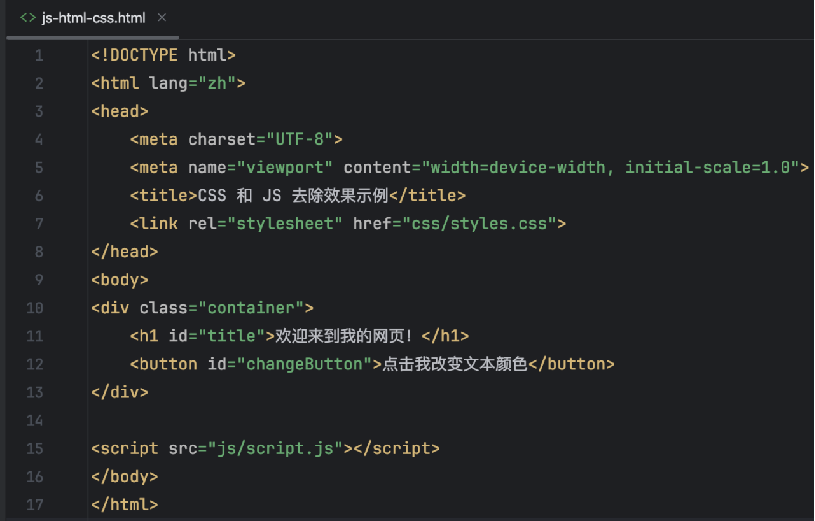 <> js-html-css.html ×
1 <!DOCTYPE html>
2 <html lang="zh">
3 <head>
4     <meta charset="UTF-8">
5     <meta name="viewport" content="width=device-width, initial-scale=1.0">
6     <title>CSS 和 JS 去除效果示例</title>
7     <link rel="stylesheet" href="css/styles.css">
8 </head>
9 <body>
10 <div class="container">
11     <h1 id="title">欢迎来到我的网页！</h1>
12     <button id="changeButton">点击我改变文本颜色</button>
13 </div>
14
15 <script src="js/script.js"></script>
16 </body>
17 </html>